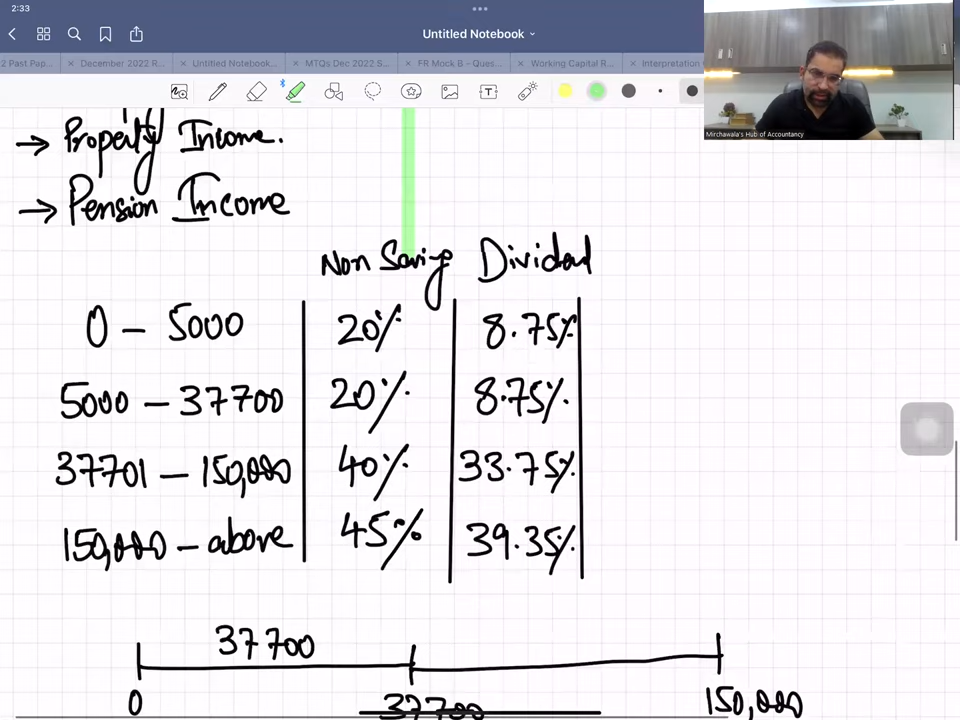 2:33
Untitled Notebook
2 Past Pap...
December 2022 R...
Untitled Notebook...
MTQs Dec 2022 S...
FR Mock B – Ques...
Working Capital R...
Interpretation
Mirchawala's Hub of Accountancy
→ Property Income.
→ Pension Income
Non Saving Dividend
0 – 5000 20% 8.75%
5000 – 37700 20% 8.75%
37701 – 150,000 40% 33.75%
150,000 – above 45% 39.35%
37700
0 37700 150,000